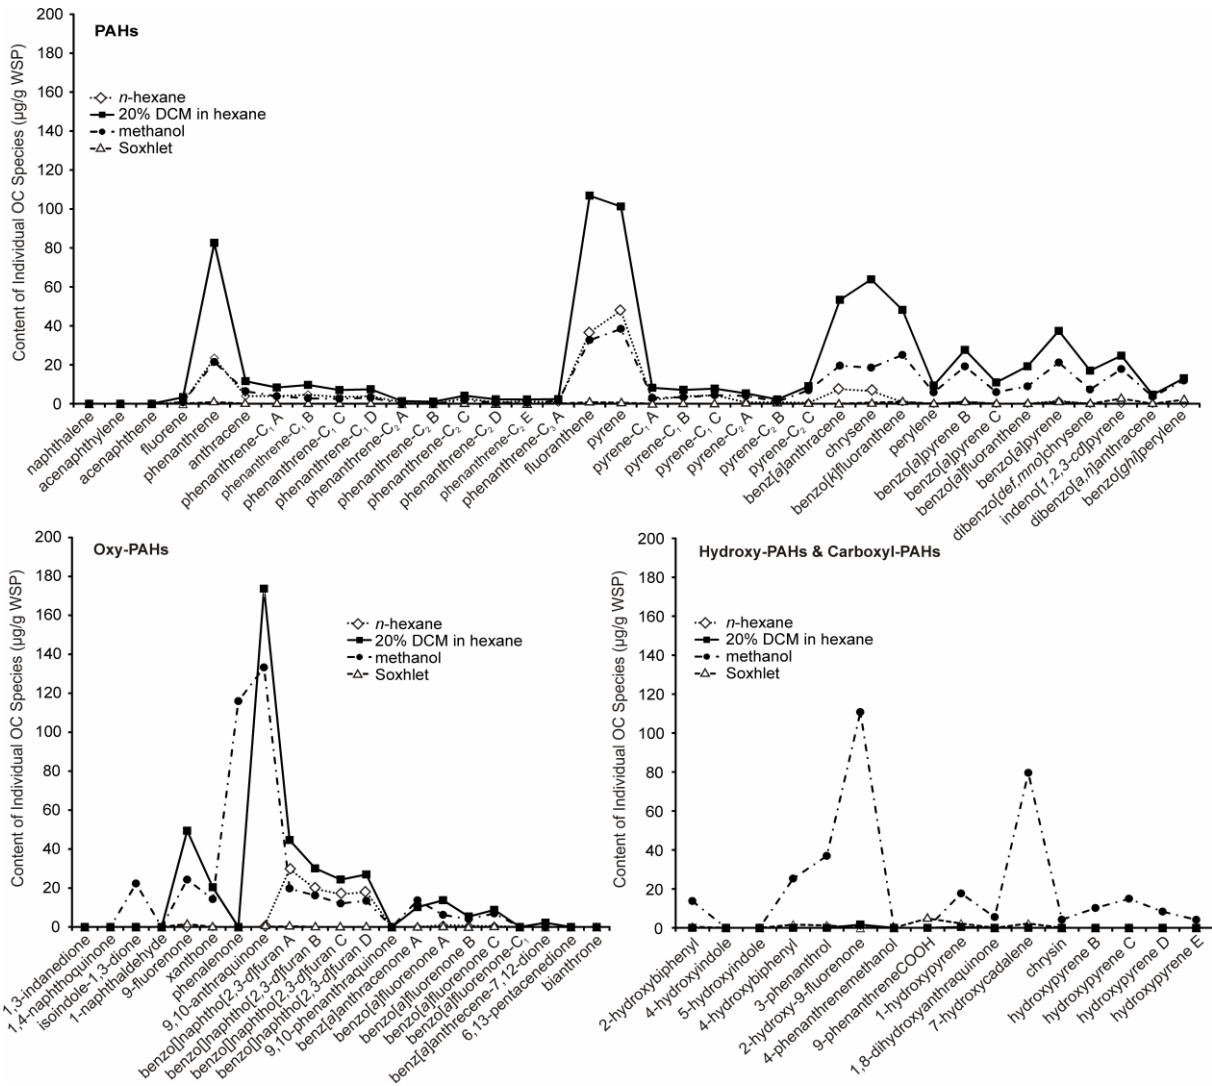 PAHs
Content of Individual OC Species (µg/g WSP)
200
180
160
140
120
100
80
60
40
20
0
n-hexane
20% DCM in hexane
methanol
Soxhlet
naphthalene
acenaphthylene
acenaphthene
fluorene
phenanthrene
anthracene
phenanthrene-C₁ A
phenanthrene-C₁ B
phenanthrene-C₁ C
phenanthrene-C₁ D
phenanthrene-C₂ A
phenanthrene-C₂ B
phenanthrene-C₂ C
phenanthrene-C₂ D
phenanthrene-C₂ E
phenanthrene-C₃ A
fluoranthene
pyrene
pyrene-C₁ A
pyrene-C₁ B
pyrene-C₁ C
pyrene-C₂ A
pyrene-C₂ B
pyrene-C₂ C
benz[a]anthracene
chrysene
benzo[k]fluoranthene
perylene
benzo[a]pyrene B
benzo[a]pyrene C
benzo[a]fluoranthene
benzo[a]pyrene
dibenzo[def,mno]chrysene
indeno[1,2,3-cd]pyrene
dibenzo[a,h]anthracene
benzo[ghi]perylene
Oxy-PAHs
Content of Individual OC Species (µg/g WSP)
200
180
160
140
120
100
80
60
40
20
0
n-hexane
20% DCM in hexane
methanol
Soxhlet
1,3-indanedione
1,4-naphthoquinone
isoindole-1,3-dione
1-naphthaldehyde
9-fluorenone
xanthone
phenalenone
9,10-anthraquinone
benzo[]naphtho[2,3-d]furan A
benzo[]naphtho[2,3-d]furan B
benzo[]naphtho[2,3-d]furan C
benzo[]naphtho[2,3-d]furan D
9,10-phenanthraquinone
benz[a]anthracenone A
benzo[a]fluorenone A
benzo[a]fluorenone B
benzo[a]fluorenone C
benzo[a]fluorenone-C₁
benz[a]anthrecene-7,12-dione
6,13-pentacenedione
bianthrone
Hydroxy-PAHs & Carboxyl-PAHs
Content of Individual OC Species (µg/g WSP)
200
180
160
140
120
100
80
60
40
20
0
n-hexane
20% DCM in hexane
methanol
Soxhlet
2-hydroxybiphenyl
4-hydroxyindole
5-hydroxyindole
4-hydroxybiphenyl
3-phenanthrol
2-hydroxy-9-fluorenone
4-phenanthrenemethanol
9-phenanthreneCOOH
1-hydroxypyrene
1,8-dihydroxyanthraquinone
7-hydroxycadalene
chrysin
hydroxypyrene B
hydroxypyrene C
hydroxypyrene D
hydroxypyrene E